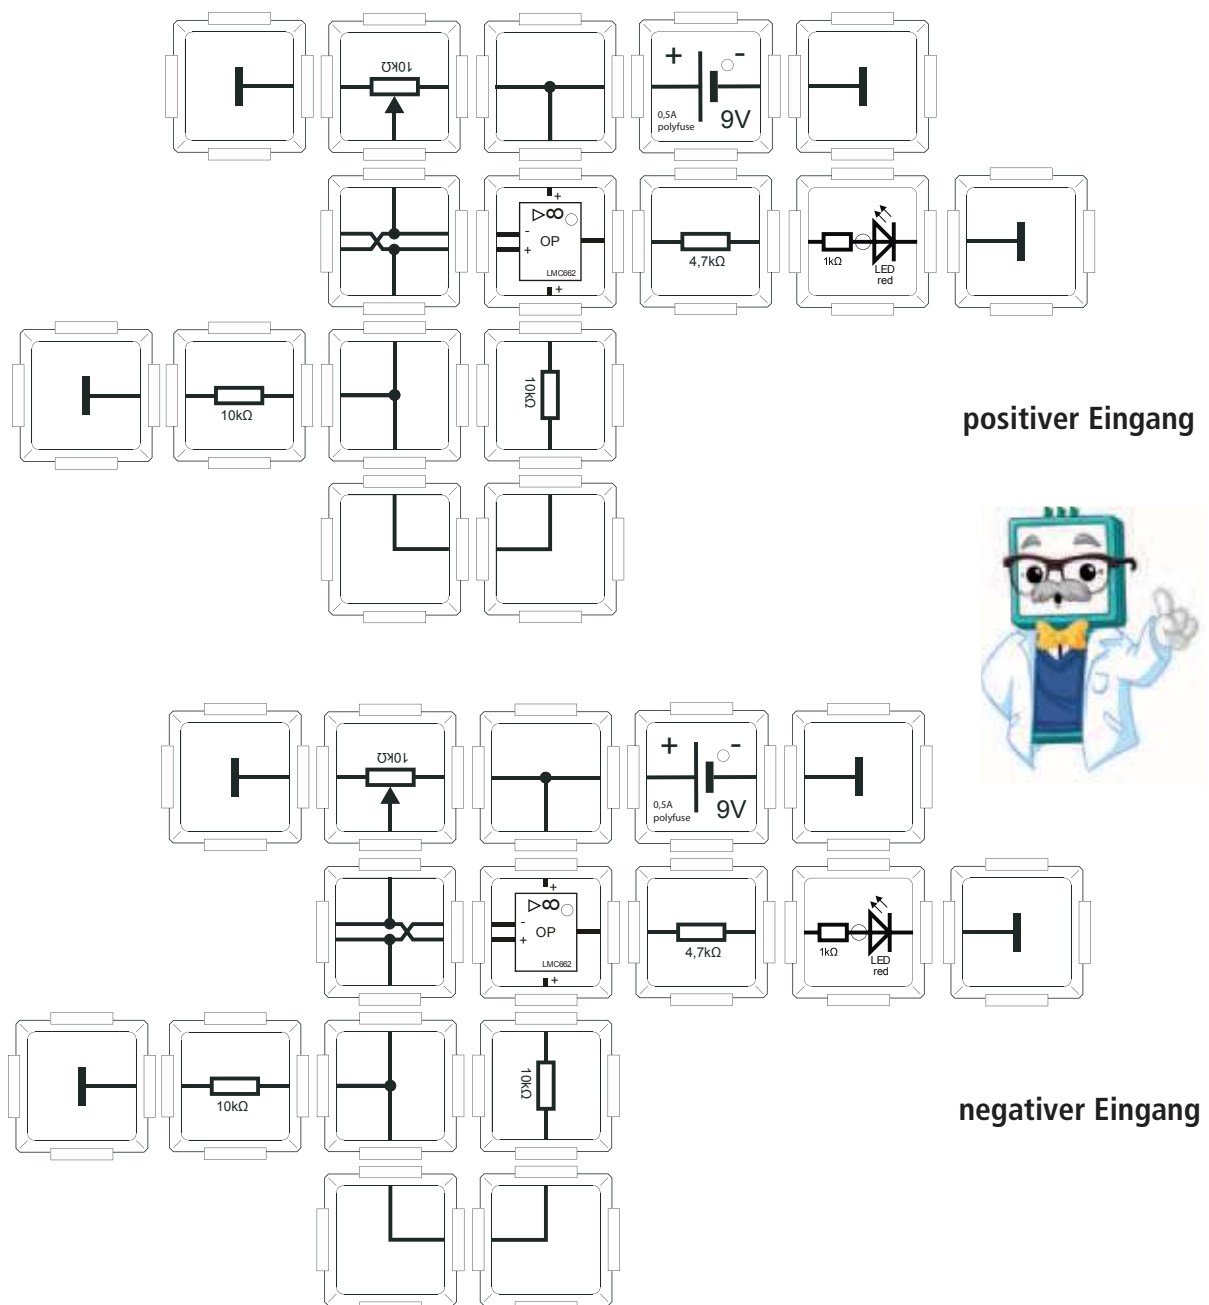 10kΩ
+ -
0,5A
polyfuse
9V
+
▷∞
-
+
OP
LMC662
+
4,7kΩ
1kΩ
LED
red
10kΩ
10kΩ
positiver Eingang
10kΩ
+ -
0,5A
polyfuse
9V
+
▷∞
-
+
OP
LMC662
+
4,7kΩ
1kΩ
LED
red
10kΩ
10kΩ
negativer Eingang